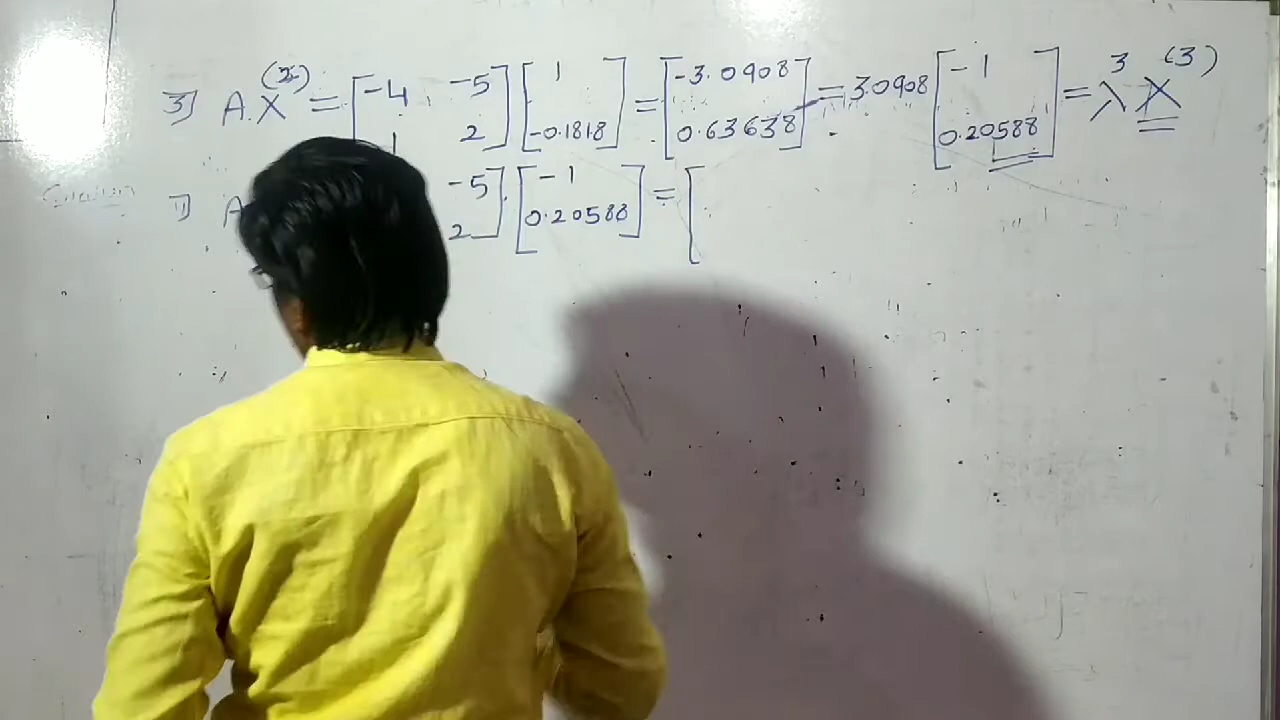 3] A.X^(2) = [-4 -5] [1] = [-3.0908] = 3.0908 [-1] = λ^3 X^(3)
1 2 -0.1818 0.63638 0.20588
A -5 [-1] = [
2 0.20588